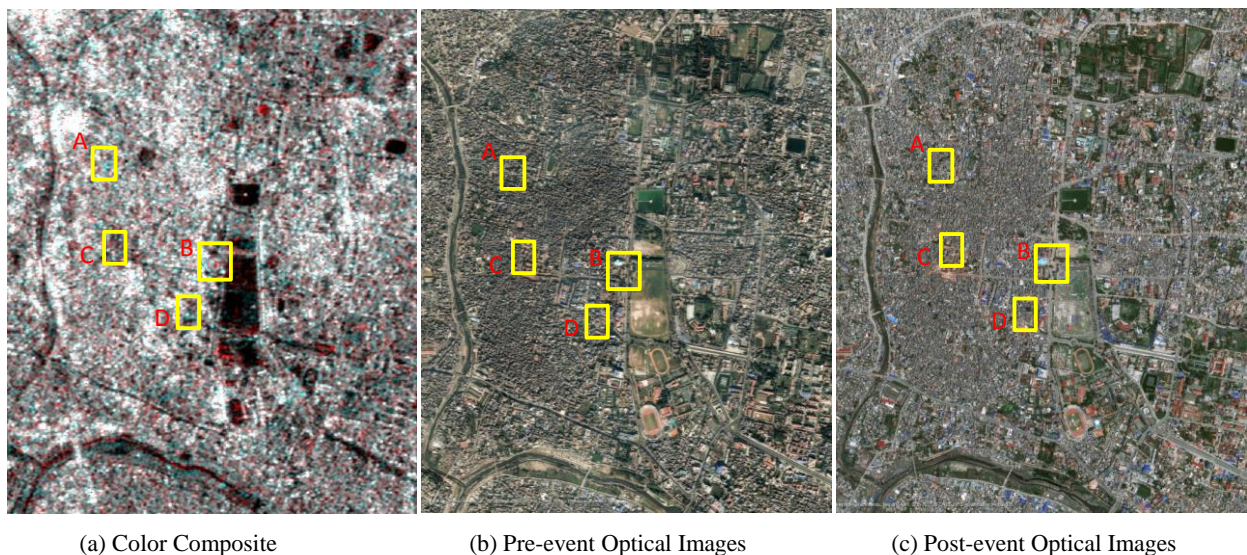 A
C
B
D
A
C
B
D
A
C
B
D
(a) Color Composite
(b) Pre-event Optical Images
(c) Post-event Optical Images